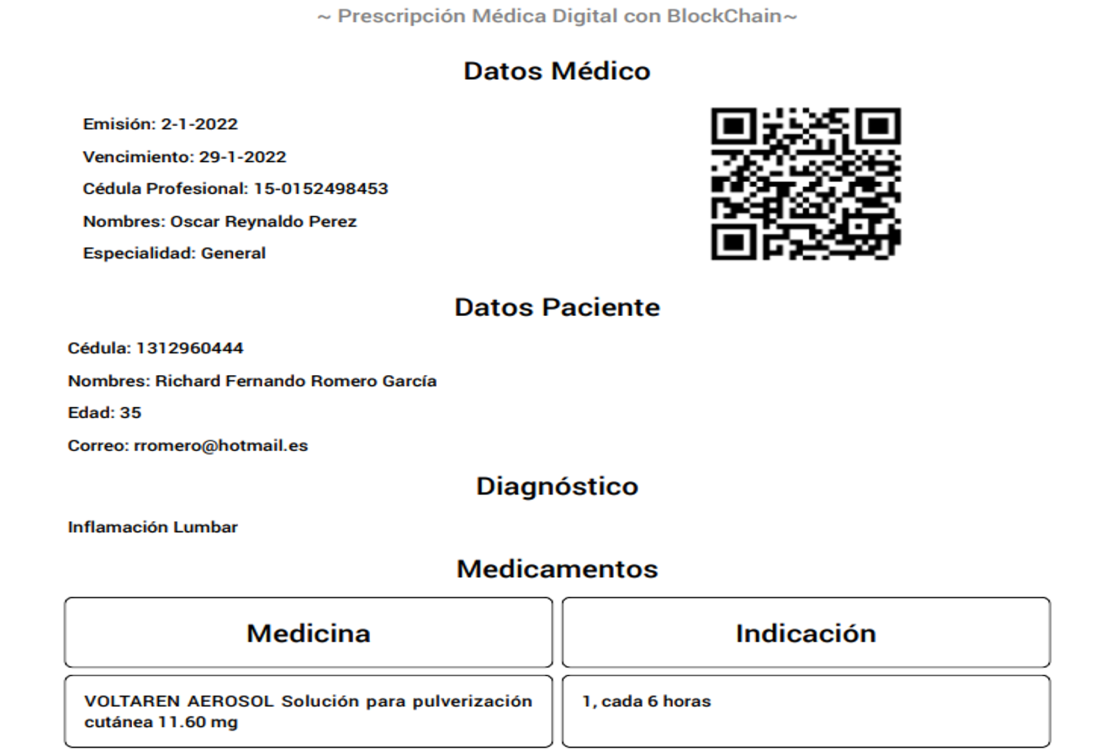 ~ Prescripción Médica Digital con BlockChain~
Datos Médico
Emisión: 2-1-2022
Vencimiento: 29-1-2022
Cédula Profesional: 15-0152498453
Nombres: Oscar Reynaldo Perez
Especialidad: General
Datos Paciente
Cédula: 1312960444
Nombres: Richard Fernando Romero García
Edad: 35
Correo: rromero@hotmail.es
Diagnóstico
Inflamación Lumbar
Medicamentos
Medicina
Indicación
VOLTAREN AEROSOL Solución para pulverización
cutánea 11.60 mg
1, cada 6 horas